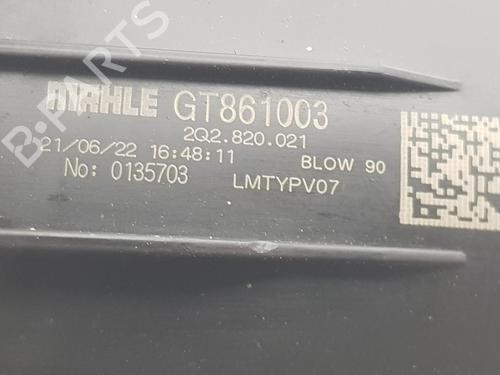 B-PARTS
MAHLE GT861003
2Q2.820.021
21/06/22 16:48:11 BLOW 90
No: 0135703 LMTYPV07